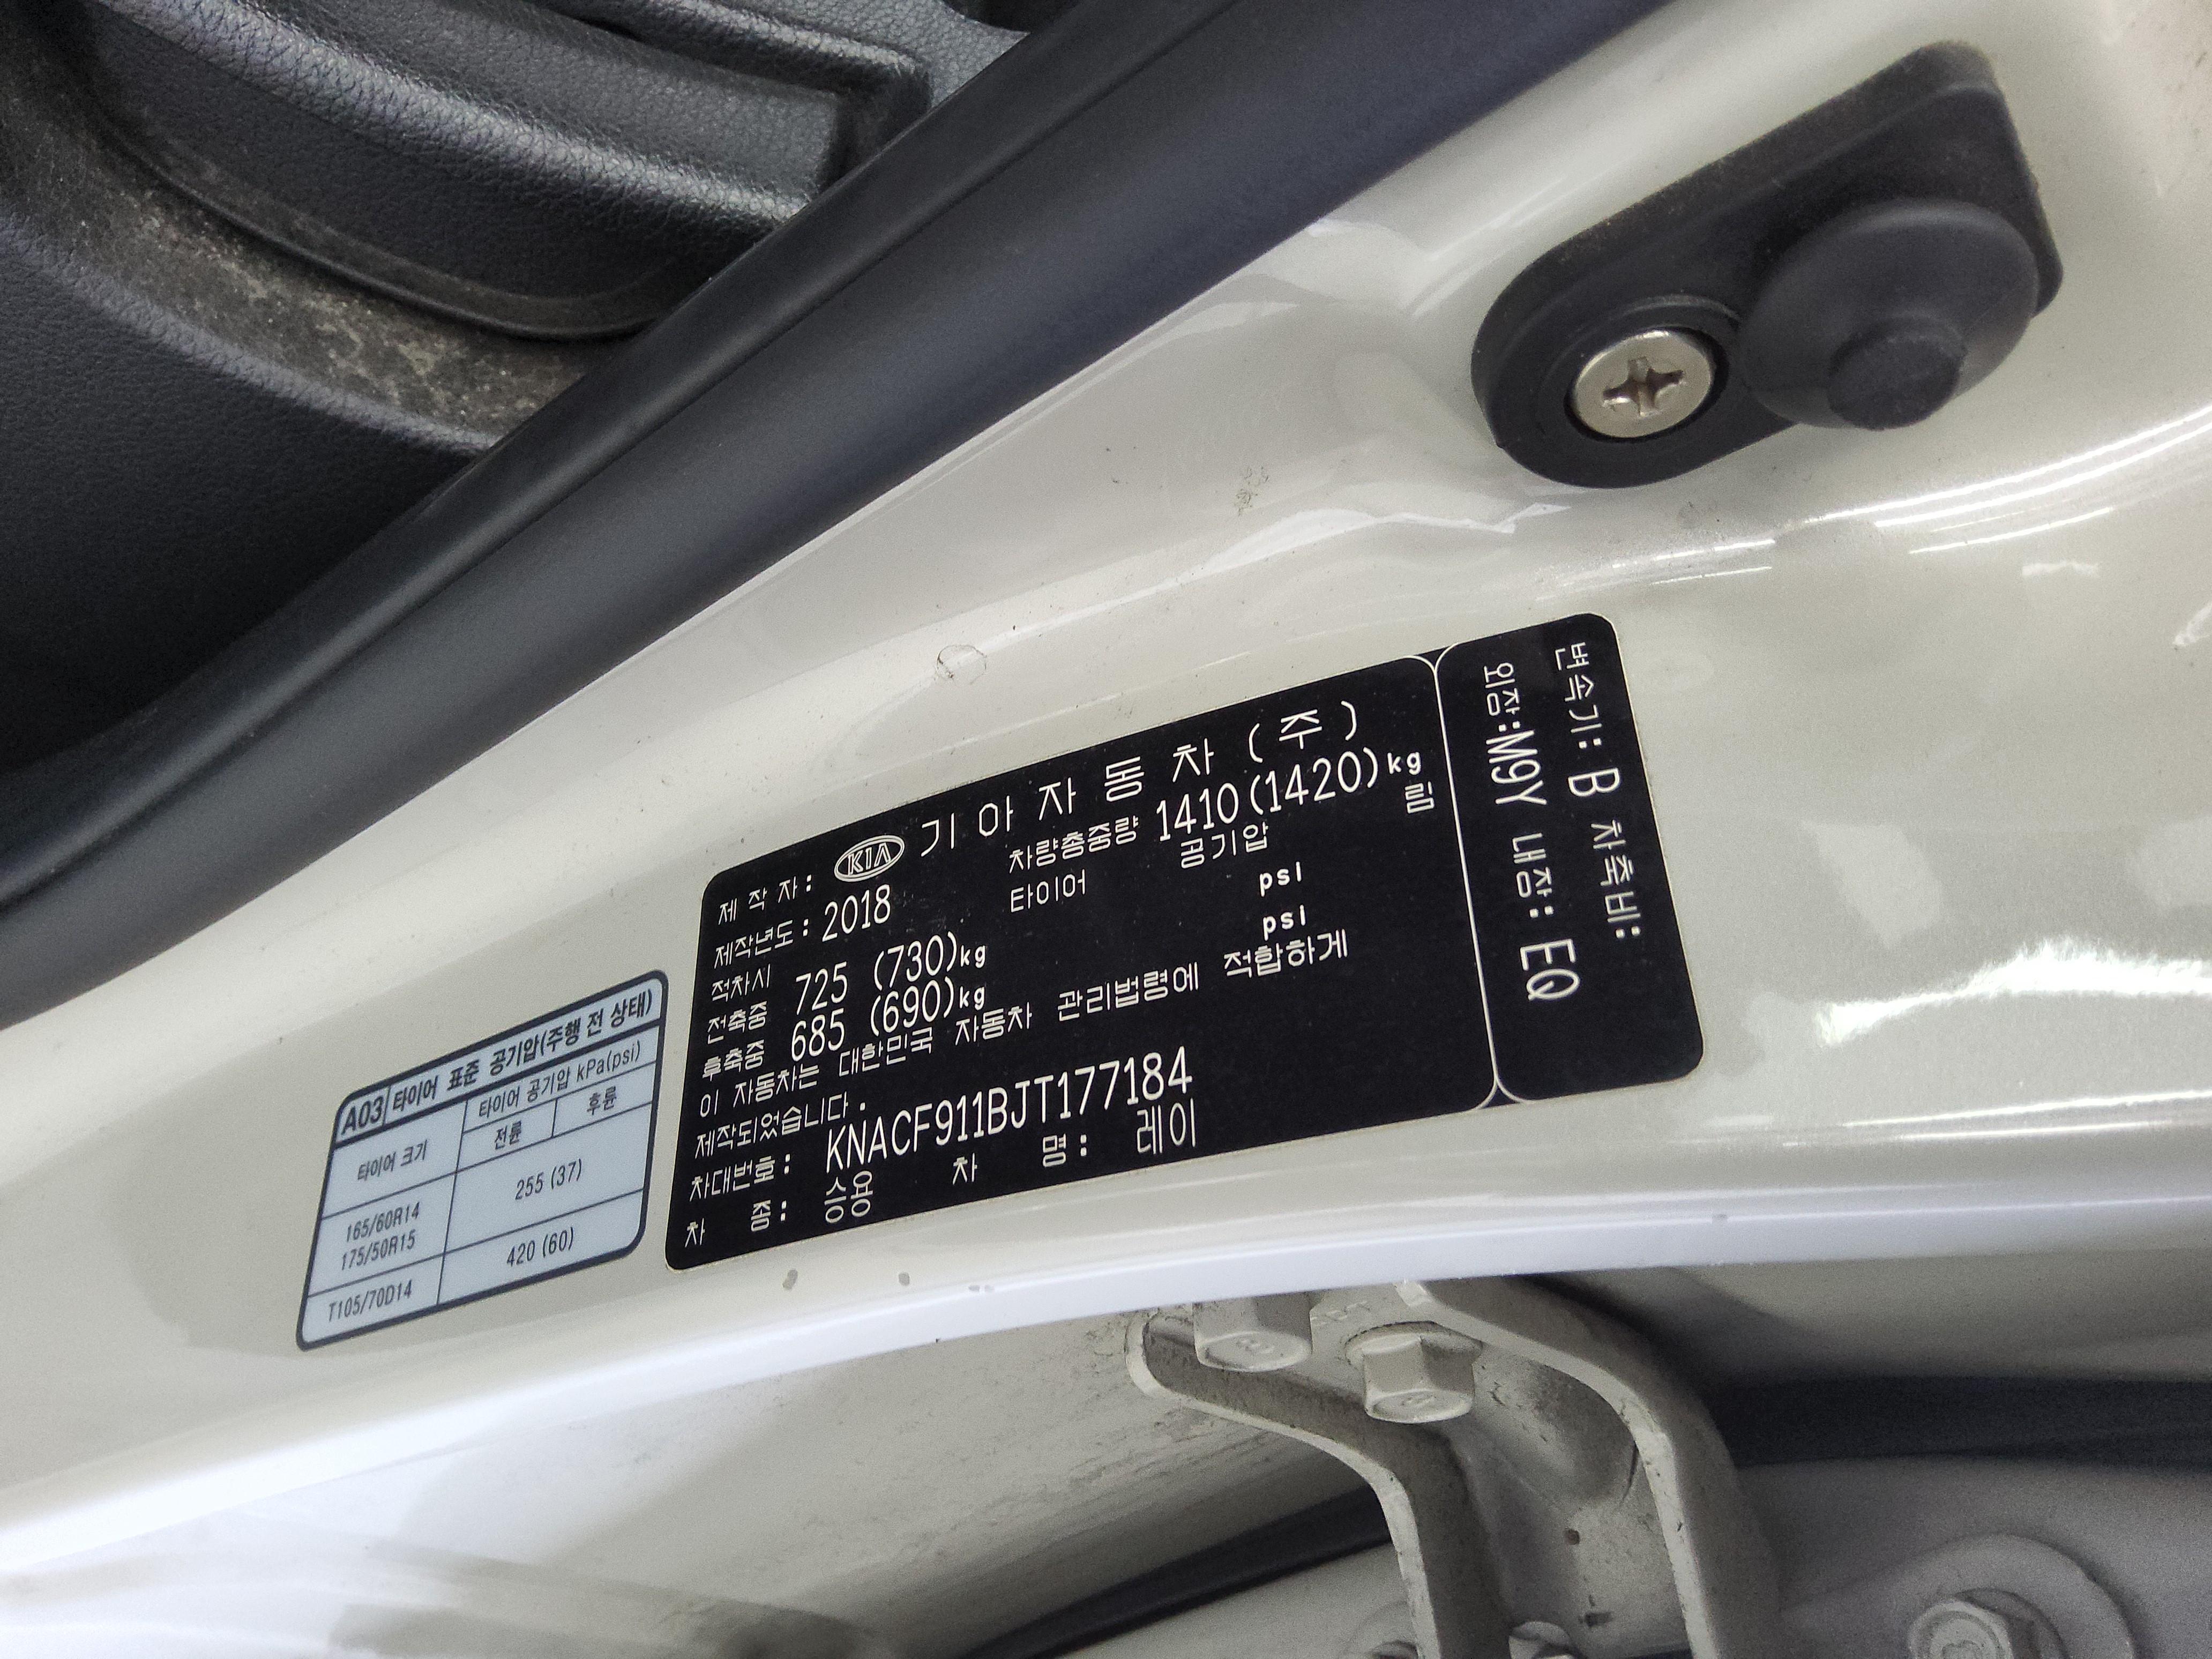 KIA
제 작 자 : 기 아 자 동 차 ( 주 )
제작년도 : 2018 차량총중량 1410 (1420) kg
적차시 타이어 공기압 림
전축중 725 (730)kg psi
후축중 685 (690)kg psi
이 자동차는 대한민국 자동차 관리법령에 적합하게
제작되었습니다.
차대번호 : KNACF911BJT177184
차 종 : 승용 차 명 : 레이
변속기: B 차축비:
외장:M9Y 내장: EQ
A03 타이어 표준 공기압(주행 전 상태)
타이어 크기 타이어 공기압 kPa(psi)
전륜 후륜
165/60R14
175/50R15 255 (37)
T105/70D14 420 (60)